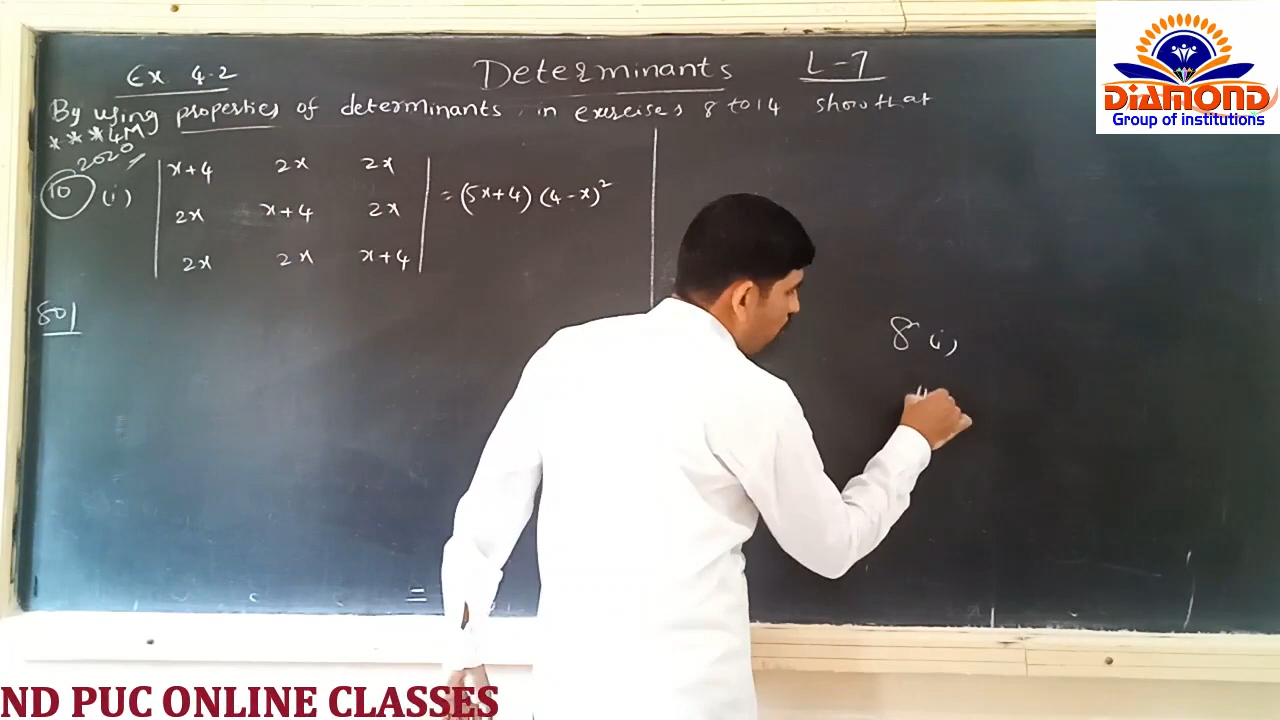 Ex 4.2 Determinants L-7
By using properties of determinants, in exercises 8 to 14 show that
***4M
2020
10 (i) | x+4 2x 2x |
| 2x x+4 2x | = (5x+4) (4-x)²
| 2x 2x x+4 |
Sol
8 (i)
=
DIAMOND
Group of institutions
ND PUC ONLINE CLASSES